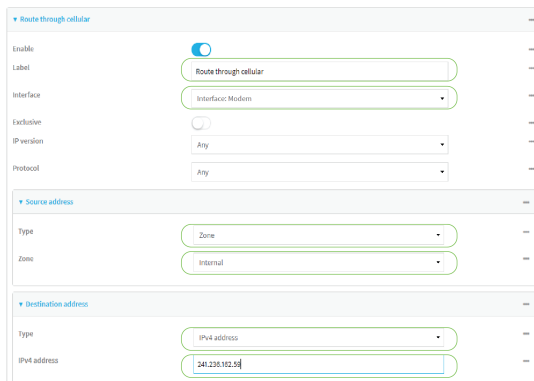 Route through cellular
Enable
Label Route through cellular
Interface Interface: Modem
Exclusive
IP version Any
Protocol Any
Source address
Type Zone
Zone Internal
Destination address
Type IPv4 address
IPv4 address 241.236.162.59